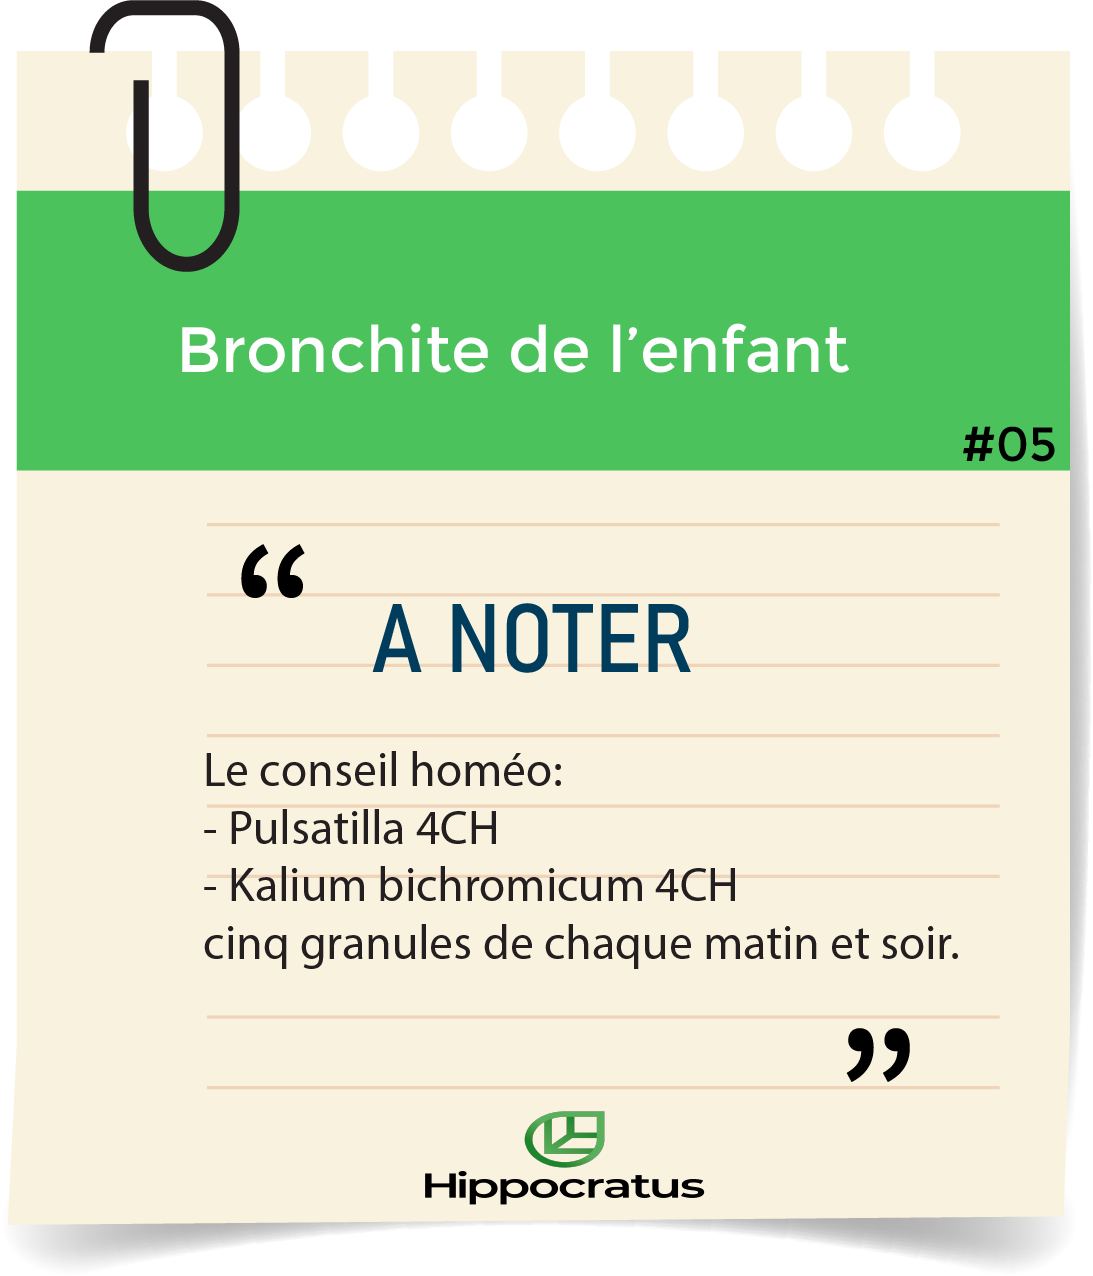 Bronchite de l’enfant
#05
“
A NOTER
Le conseil homéo:
- Pulsatilla 4CH
- Kalium bichromicum 4CH
cinq granules de chaque matin et soir.
”
Hippocratus